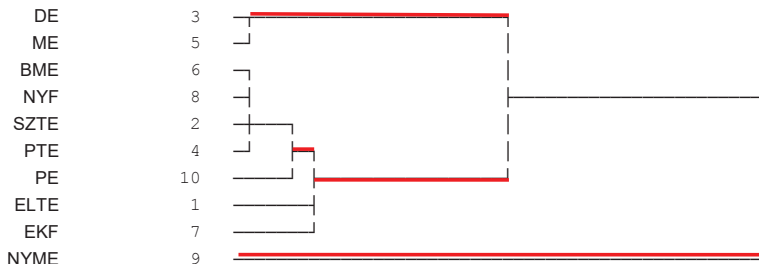 DE 3
ME 5
BME 6
NYF 8
SZTE 2
PTE 4
PE 10
ELTE 1
EKF 7
NYME 9